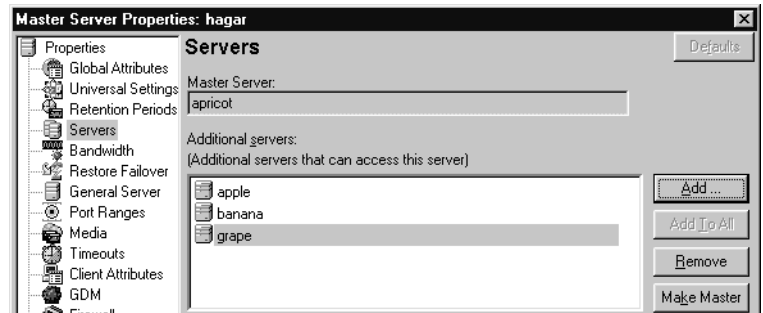 Master Server Properties: hagar
Properties
Global Attributes
Universal Settings
Retention Periods
Servers
Bandwidth
Restore Failover
General Server
Port Ranges
Media
Timeouts
Client Attributes
GDM
Firewall
Servers
Defaults
Master Server:
apricot
Additional servers:
(Additional servers that can access this server)
apple
banana
grape
Add ...
Add To All
Remove
Make Master